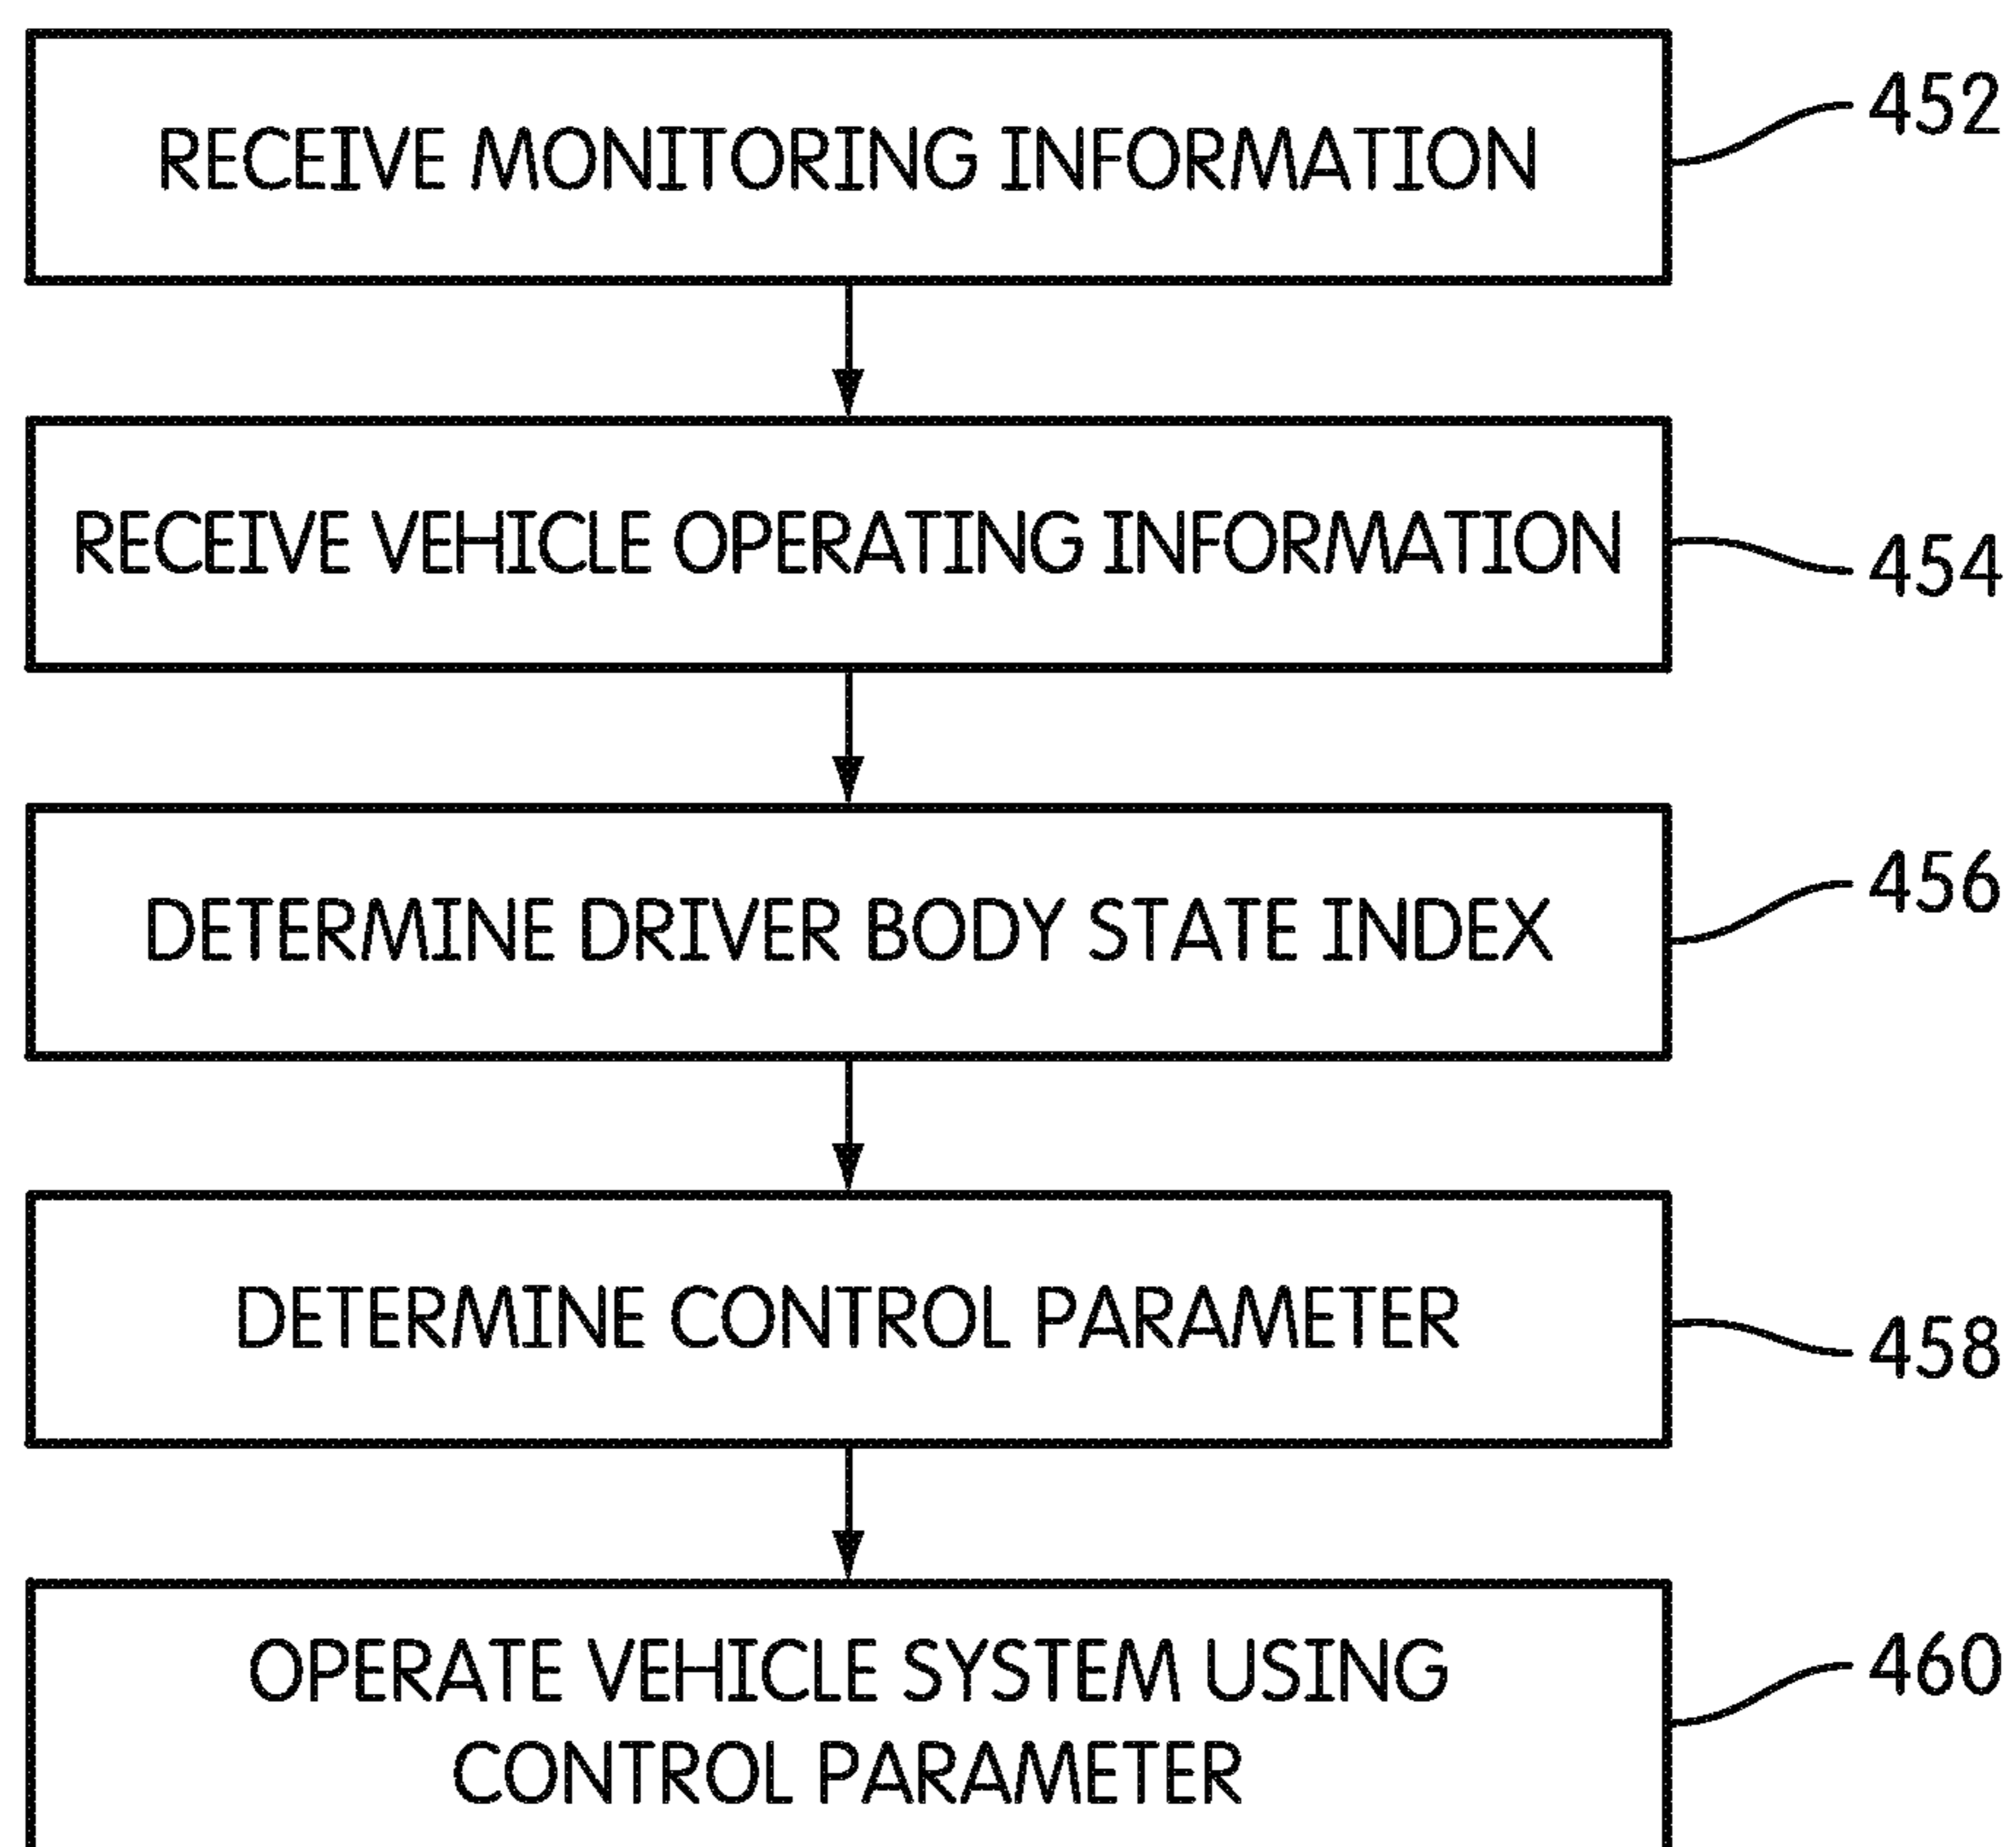 RECEIVE MONITORING INFORMATION
452
RECEIVE VEHICLE OPERATING INFORMATION
454
DETERMINE DRIVER BODY STATE INDEX
456
DETERMINE CONTROL PARAMETER
458
OPERATE VEHICLE SYSTEM USING
CONTROL PARAMETER
460